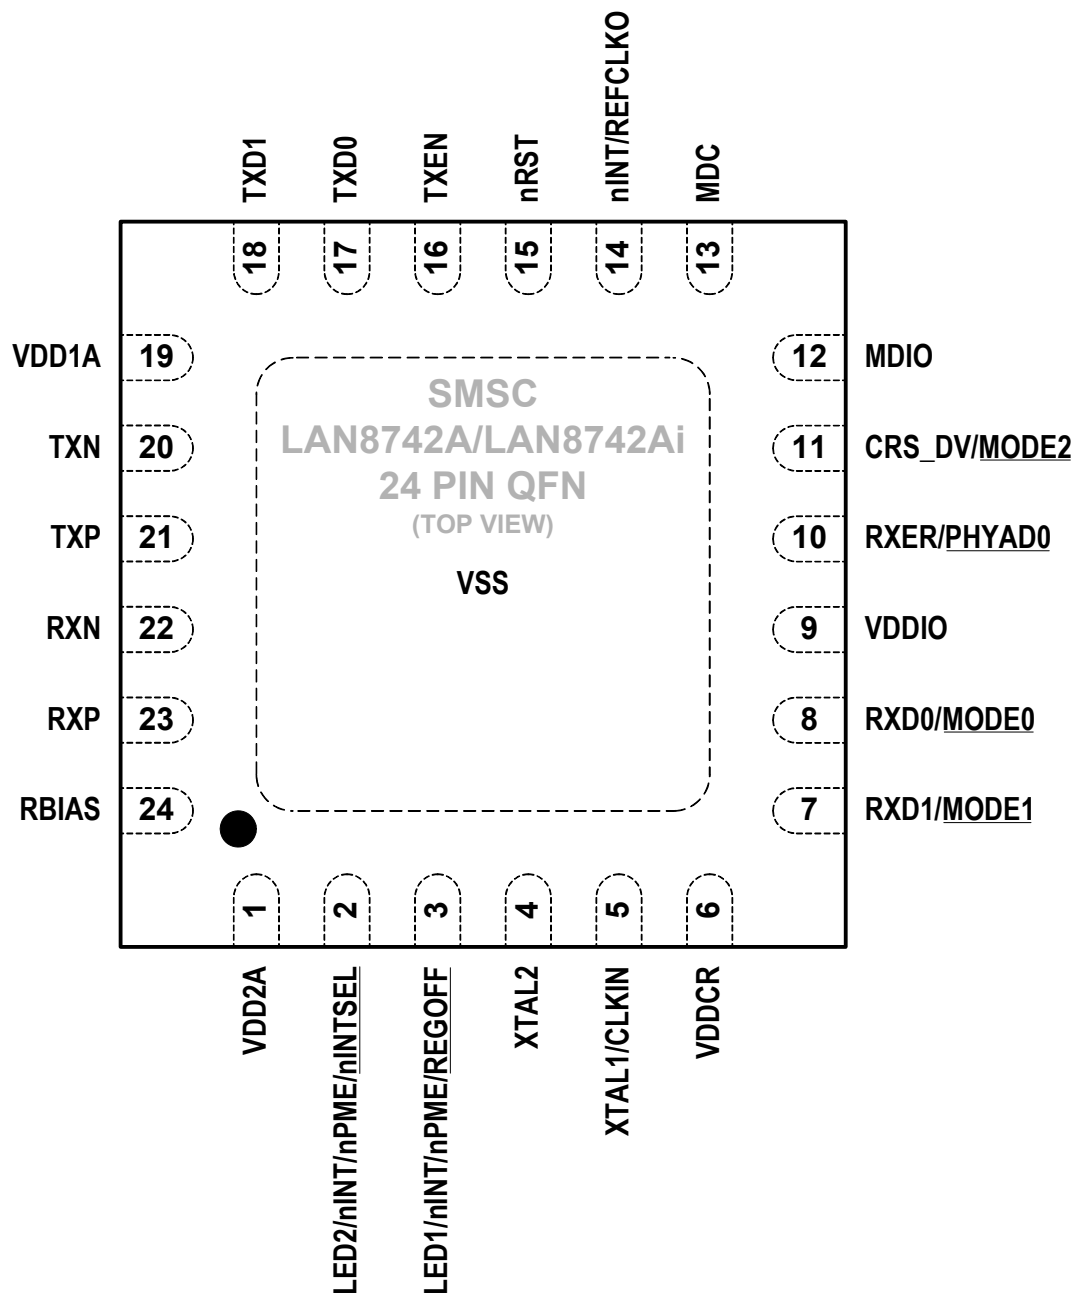 TXD1
TXD0
TXEN
nRST
nINT/REFCLKO
MDC
18
17
16
15
14
13
VDD1A 19
12 MDIO
SMSC
LAN8742A/LAN8742Ai
24 PIN QFN
(TOP VIEW)
VSS
TXN 20
11 CRS_DV/MODE2
TXP 21
10 RXER/PHYAD0
RXN 22
9 VDDIO
RXP 23
8 RXD0/MODE0
RBIAS 24
7 RXD1/MODE1
1
2
3
4
5
6
VDD2A
LED2/nINT/nPME/nINTSEL
LED1/nINT/nPME/REGOFF
XTAL2
XTAL1/CLKIN
VDDCR